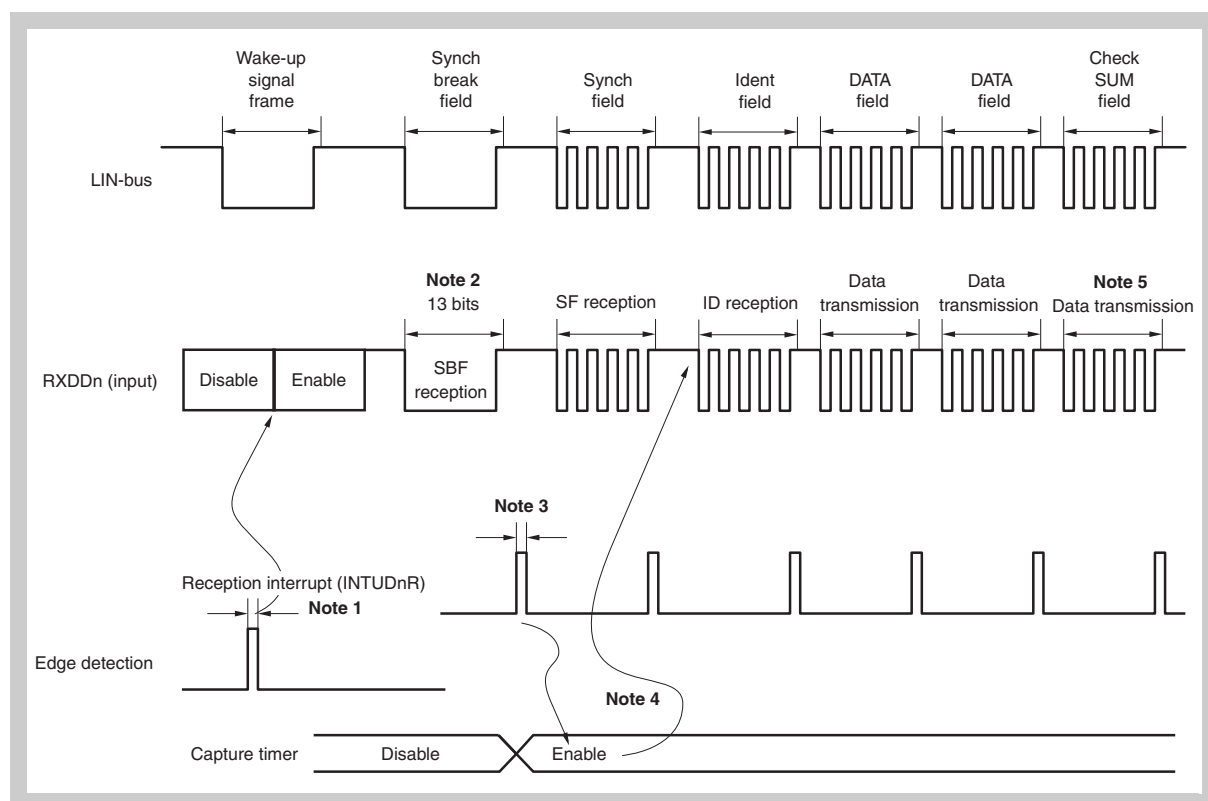 Wake-up
signal
frame
Synch
break
field
Synch
field
Ident
field
DATA
field
DATA
field
Check
SUM
field
LIN-bus
Note 2
13 bits
SF reception
ID reception
Data
transmission
Data
transmission
Note 5
Data transmission
RXDDn (input)
Disable
Enable
SBF
reception
Note 3
Reception interrupt (INTUDnR)
Note 1
Edge detection
Note 4
Capture timer
Disable
Enable